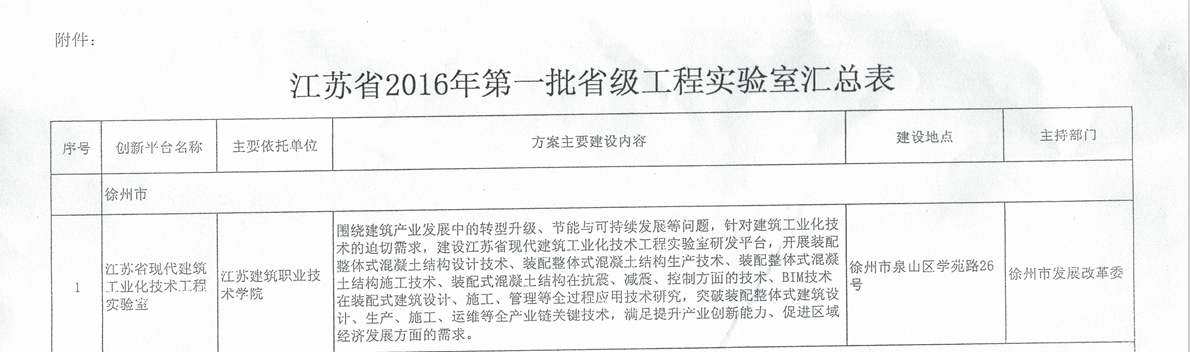 附件：
江苏省2016年第一批省级工程实验室汇总表
序号 创新平台名称 主要依托单位 方案主要建设内容 建设地点 主持部门
徐州市
1
江苏省现代建筑
工业化技术工程
实验室
江苏建筑职业技
术学院
围绕建筑产业发展中的转型升级、节能与可持续发展等问题，针对建筑工业化技
术的迫切需求，建设江苏省现代建筑工业化技术工程实验室研发平台，开展装配
整体式混凝土结构设计技术、装配整体式混凝土结构生产技术、装配整体式混凝
土结构施工技术、装配式混凝土结构在抗震、减震、控制方面的技术、BIM技术
在装配式建筑设计、施工、管理等全过程应用技术研究，突破装配整体式建筑设
计、生产、施工、运维等全产业链关键技术，满足提升产业创新能力、促进区域
经济发展方面的需求。
徐州市泉山区学苑路26
号
徐州市发展改革委